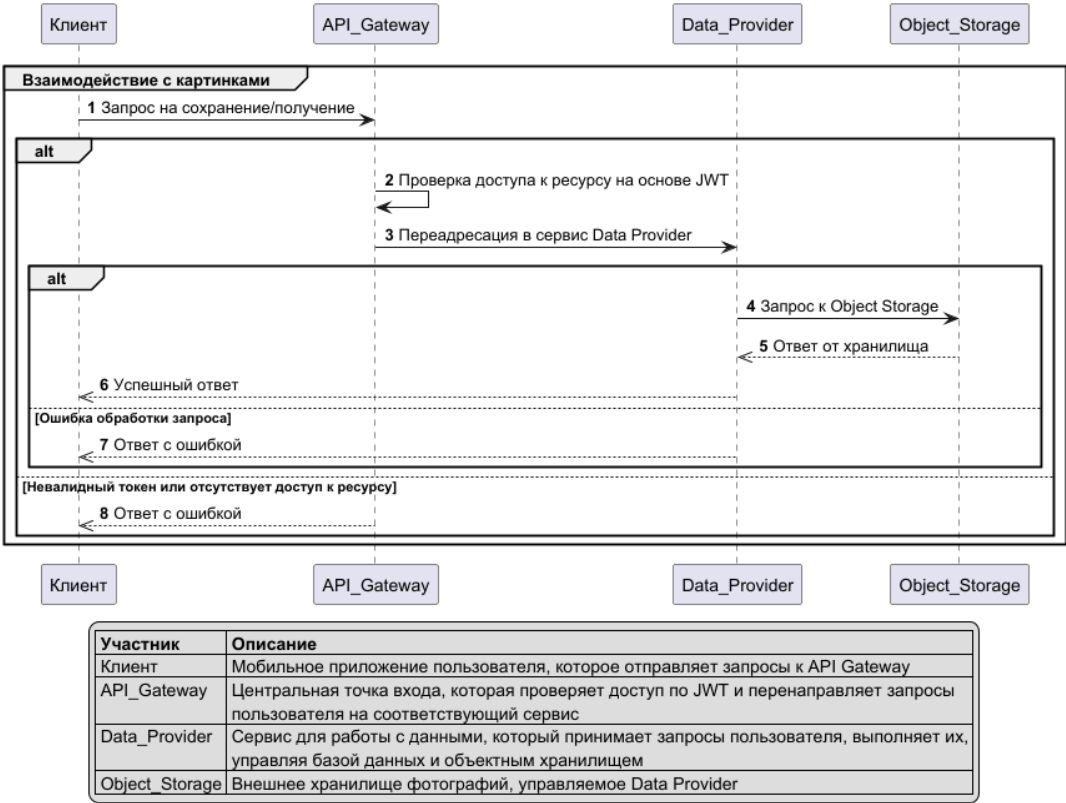 Клиент API_Gateway Data_Provider Object_Storage
Взаимодействие с картинками
1 Запрос на сохранение/получение
alt
2 Проверка доступа к ресурсу на основе JWT
3 Переадресация в сервис Data Provider
alt
4 Запрос к Object Storage
5 Ответ от хранилища
6 Успешный ответ
[Ошибка обработки запроса]
7 Ответ с ошибкой
[Невалидный токен или отсутствует доступ к ресурсу]
8 Ответ с ошибкой
Клиент API_Gateway Data_Provider Object_Storage
Участник Описание
Клиент Мобильное приложение пользователя, которое отправляет запросы к API Gateway
API_Gateway Центральная точка входа, которая проверяет доступ по JWT и перенаправляет запросы
пользователя на соответствующий сервис
Data_Provider Сервис для работы с данными, который принимает запросы пользователя, выполняет их,
управляя базой данных и объектным хранилищем
Object_Storage Внешнее хранилище фотографий, управляемое Data Provider